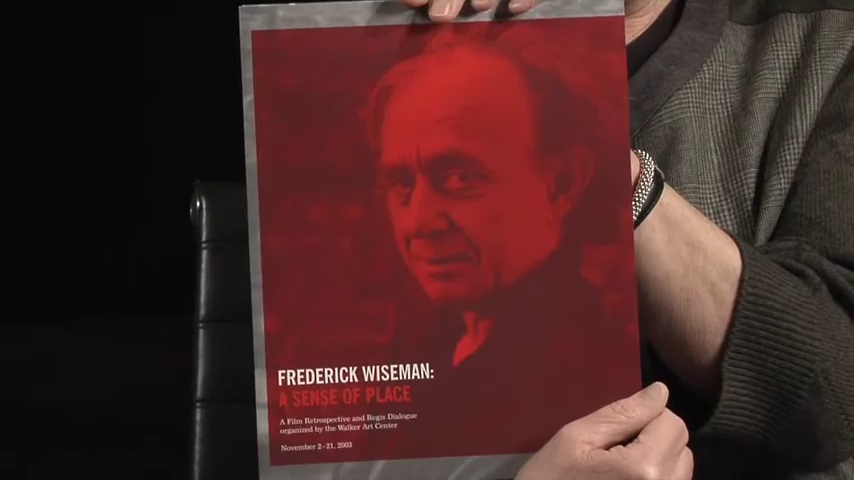 FREDERICK WISEMAN:
A SENSE OF PLACE
A Film Retrospective and Regis Dialogue
organized by the Walker Art Center
November 2–21, 2003